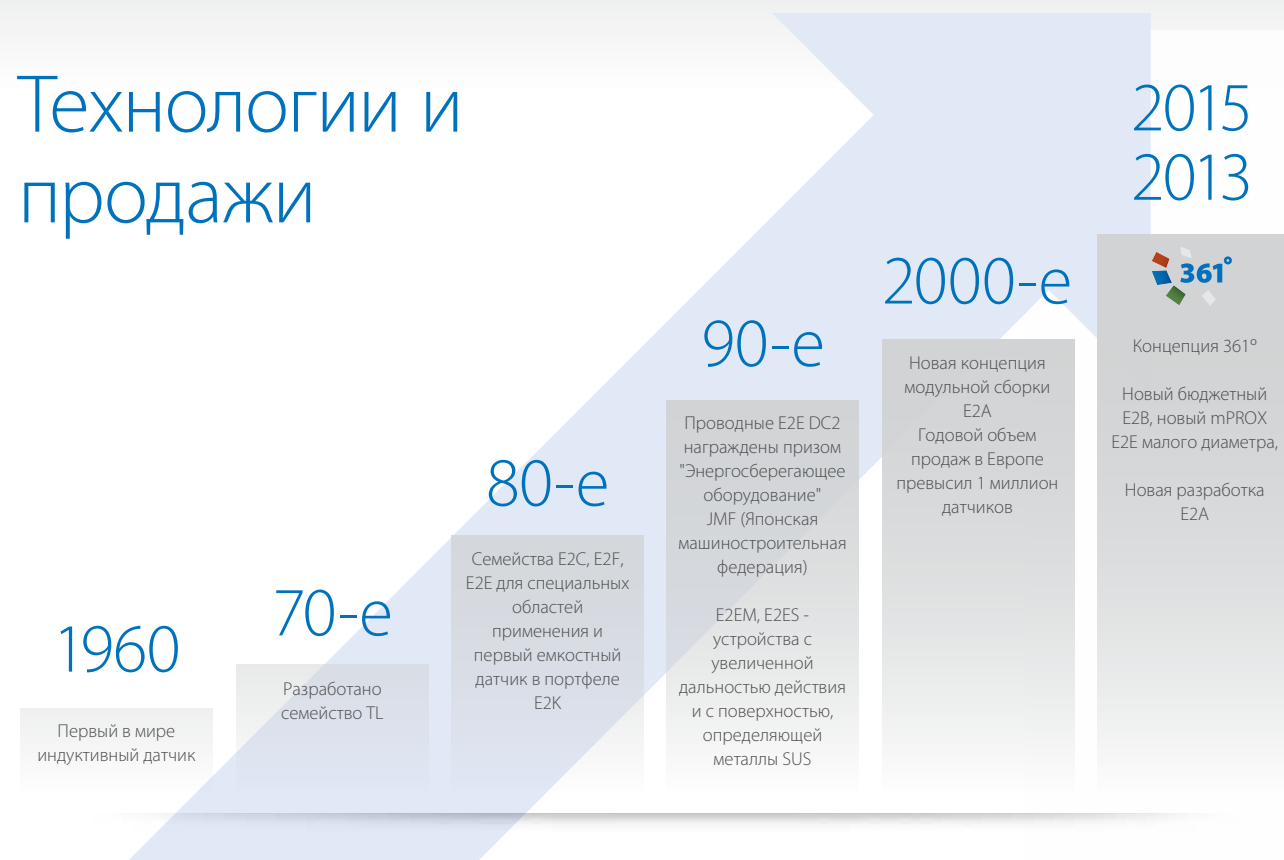 Технологии и
продажи
1960
Первый в мире
индуктивный датчик
70-е
Разработано
семейство TL
80-е
Семейства E2C, E2F,
E2E для специальных
областей
применения и
первый емкостный
датчик в портфеле
E2K
90-е
Проводные E2E DC2
награждены призом
"Энергосберегающее
оборудование"
JMF (Японская
машиностроительная
федерация)
E2EM, E2ES -
устройства с
увеличенной
дальностью действия
и с поверхностью,
определяющей
металлы SUS
2000-е
Новая концепция
модульной сборки
E2A
Годовой объем
продаж в Европе
превысил 1 миллион
датчиков
2015
2013
361°
Концепция 361º
Новый бюджетный
E2B, новый mPROX
E2E малого диаметра,
Новая разработка
E2A